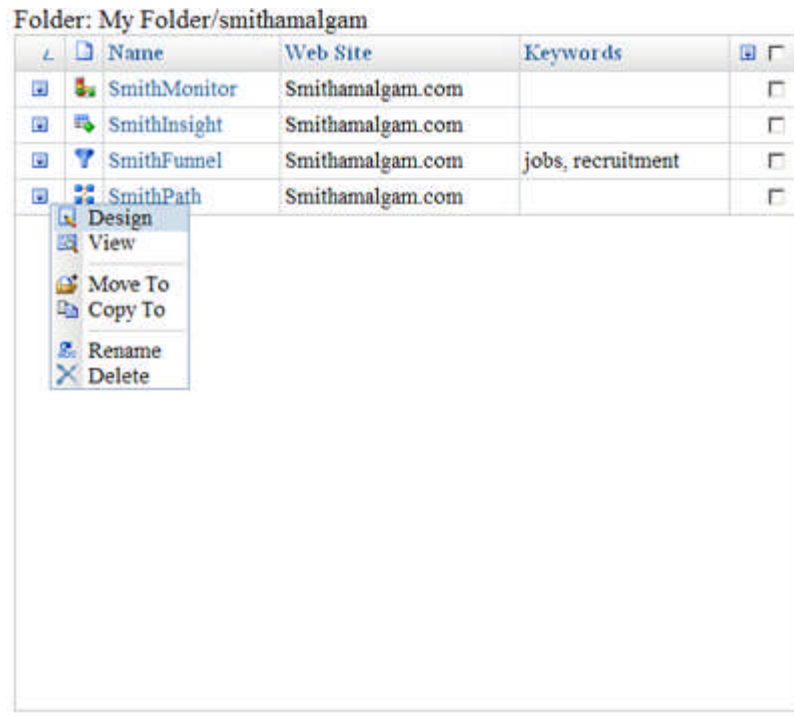 Folder: My Folder/smithamalgam
Name Web Site Keywords
SmithMonitor Smithamalgam.com
SmithInsight Smithamalgam.com
SmithFunnel Smithamalgam.com jobs, recruitment
SmithPath Smithamalgam.com
Design
View
Move To
Copy To
Rename
Delete